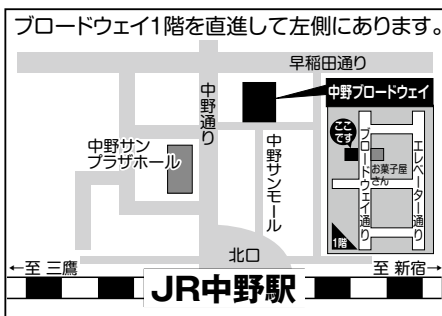 ブロードウェイ1階を直進して左側にあります。
早稲田通り
中野通り
中野ブロードウェイ
ここ
です
ブロードウェイ通り
エレベーター通り
お菓子屋
さん
1階
中野サン
プラザホール
中野サンモール
北口
←至 三鷹
至 新宿→
JR中野駅